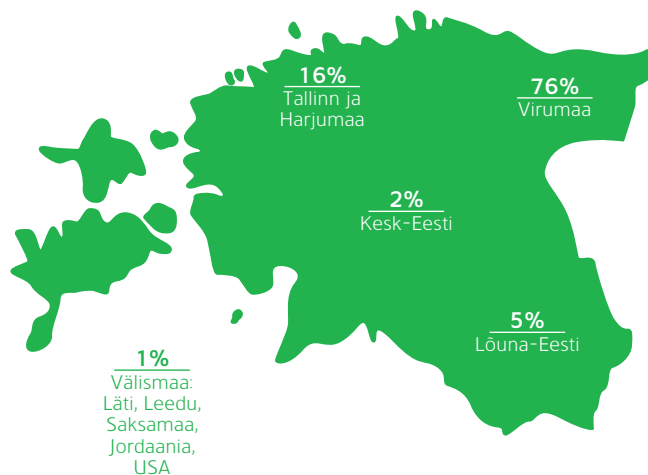 16%
Tallinn ja
Harjumaa
76%
Virumaa
2%
Kesk-Eesti
5%
Lõuna-Eesti
1%
Välismaa:
Läti, Leedu,
Saksamaa,
Jordaania,
USA